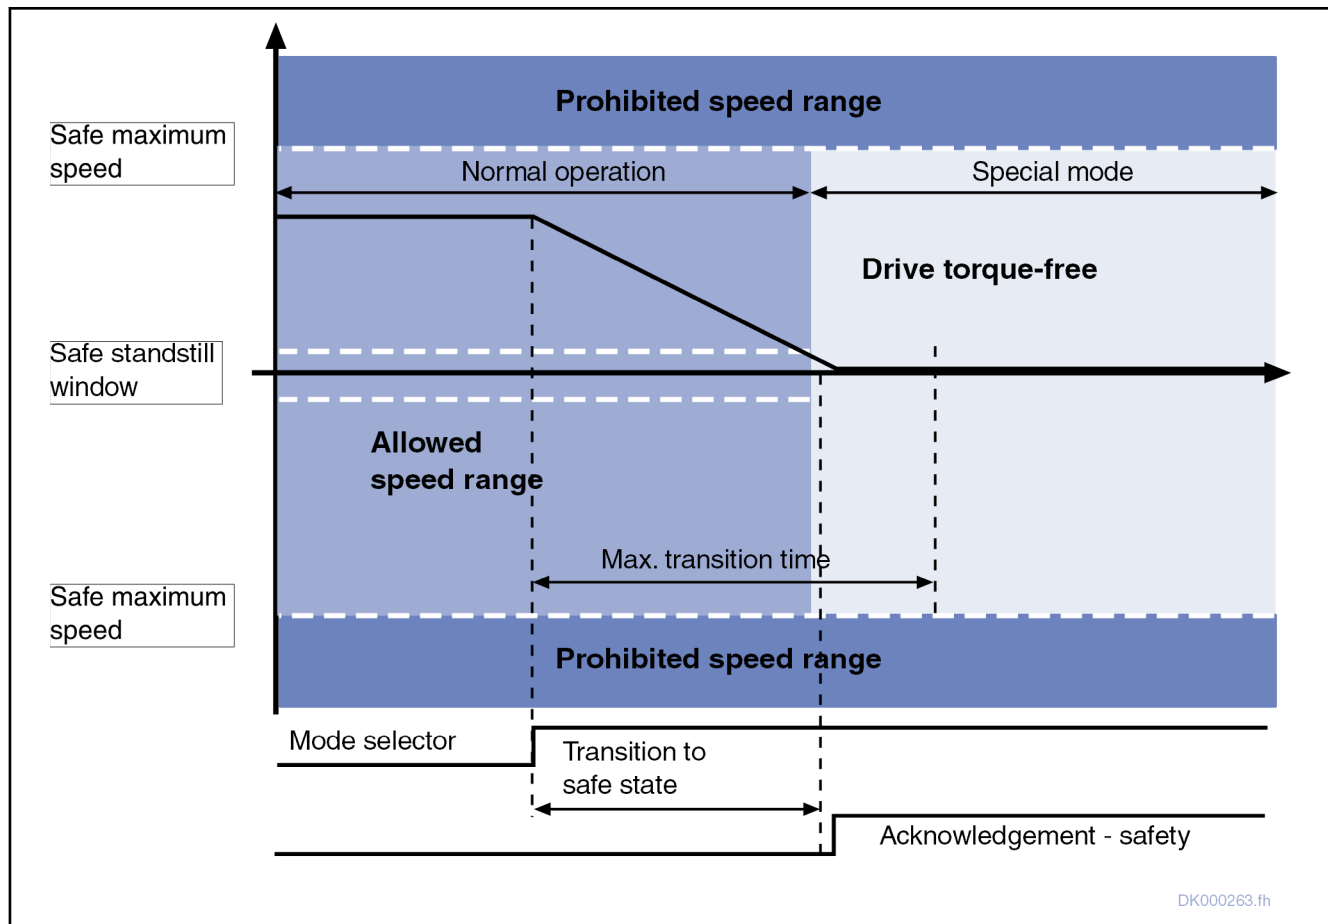 Prohibited speed range
Safe maximum
speed
Normal operation
Special mode
Drive torque-free
Safe standstill
window
Allowed
speed range
Max. transition time
Safe maximum
speed
Prohibited speed range
Mode selector
Transition to
safe state
Acknowledgement - safety
DK000263.fh